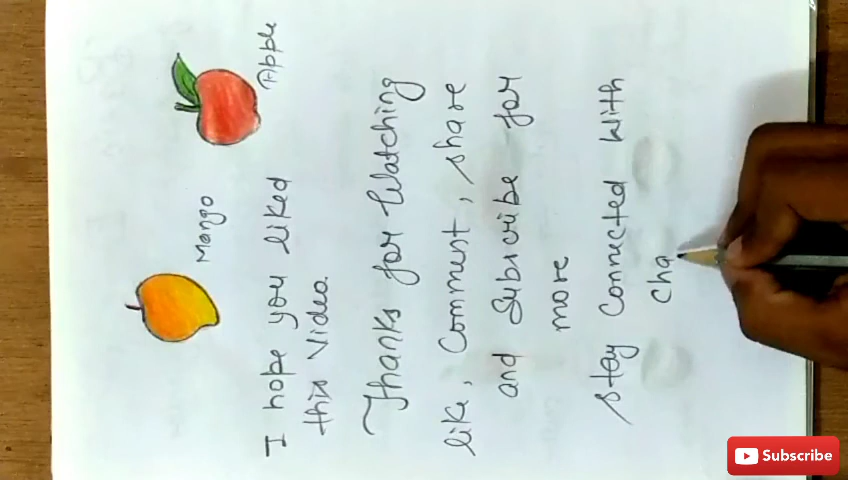 Mango
Apple
I hope you liked
this Video.
Thanks for Watching
like, Comment, share
and Subscribe for
more
stay Connected With
cha
Subscribe